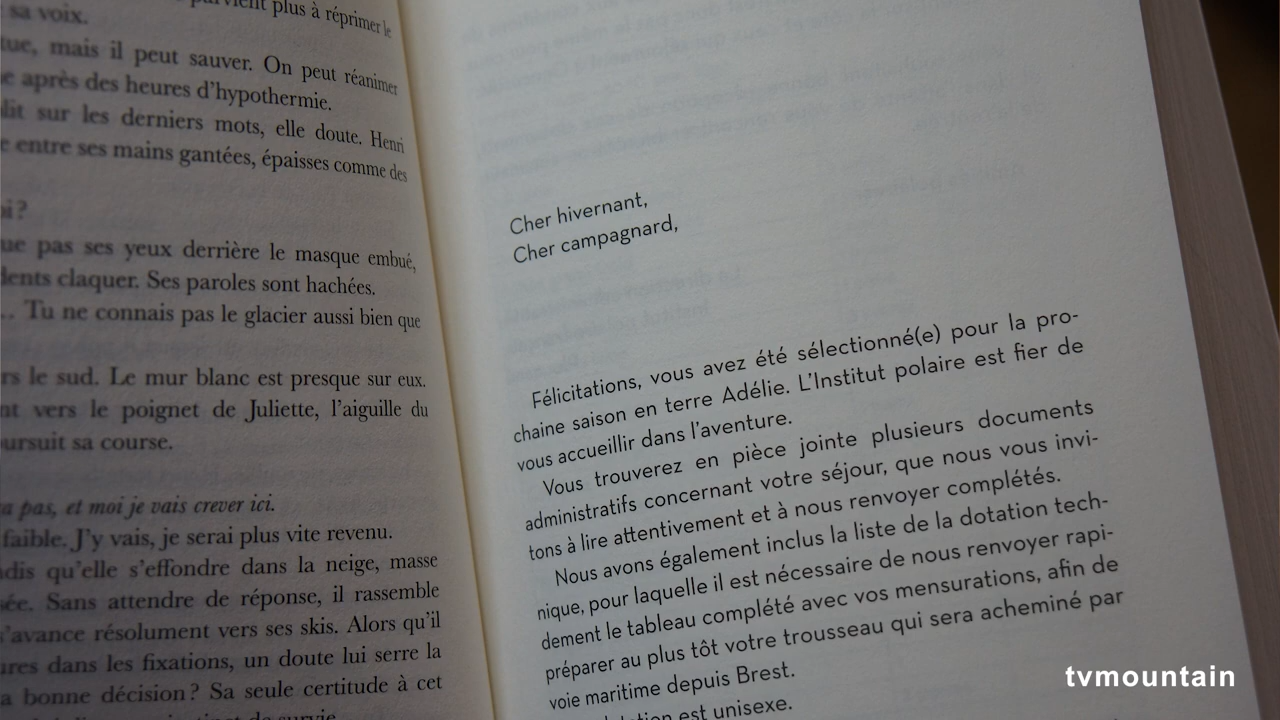 plus à réprimer le
sa voix.
mais il peut sauver. On peut réanimer
après des heures d'hypothermie.
sur les derniers mots, elle doute. Henri
entre ses mains gantées, épaisses comme des
pas ses yeux derrière le masque embué,
claquer. Ses paroles sont hachées.
.. Tu ne connais pas le glacier aussi bien que
le sud. Le mur blanc est presque sur eux.
vers le poignet de Juliette, l'aiguille du
sa course.
pas, et moi je vais crever ici.
faible. J'y vais, je serai plus vite revenu.
qu'elle s'effondre dans la neige, masse
Sans attendre de réponse, il rassemble
s'avance résolument vers ses skis. Alors qu'il
dans les fixations, un doute lui serre la
bonne décision ? Sa seule certitude à cet
de survie
Cher hivernant,
Cher campagnard,
Félicitations, vous avez été sélectionné(e) pour la pro-
chaine saison en terre Adélie. L'Institut polaire est fier de
vous accueillir dans l'aventure.
Vous trouverez en pièce jointe plusieurs documents
administratifs concernant votre séjour, que nous vous invi-
tons à lire attentivement et à nous renvoyer complétés.
Nous avons également inclus la liste de la dotation tech-
nique, pour laquelle il est nécessaire de nous renvoyer rapi-
dement le tableau complété avec vos mensurations, afin de
préparer au plus tôt votre trousseau qui sera acheminé par
voie maritime depuis Brest.
dotation est unisexe.
tvmountain